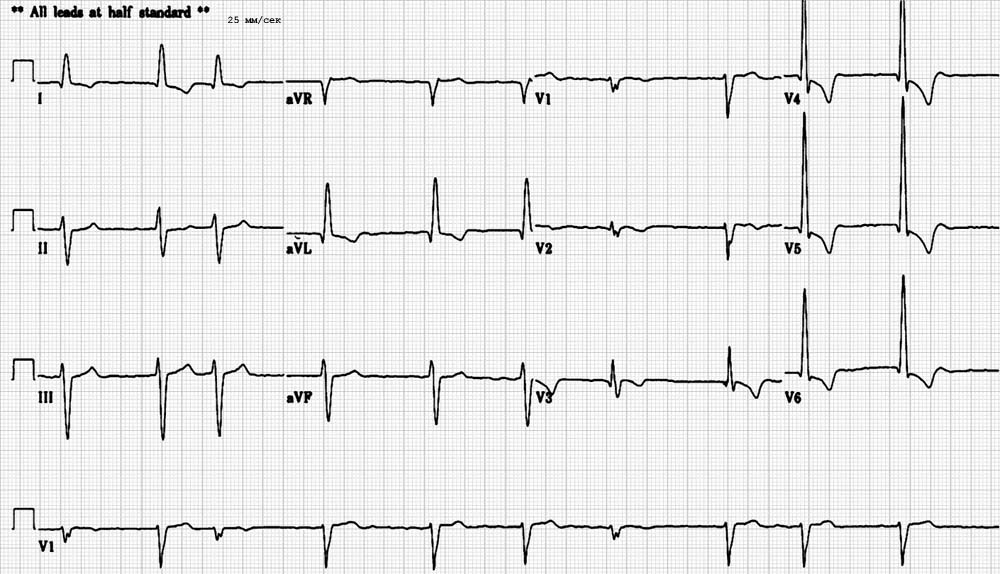 ** All leads at half standard **
25 мм/сек
I
aVR
V1
V4
II
aVL
V2
V5
III
aVF
V3
V6
V1